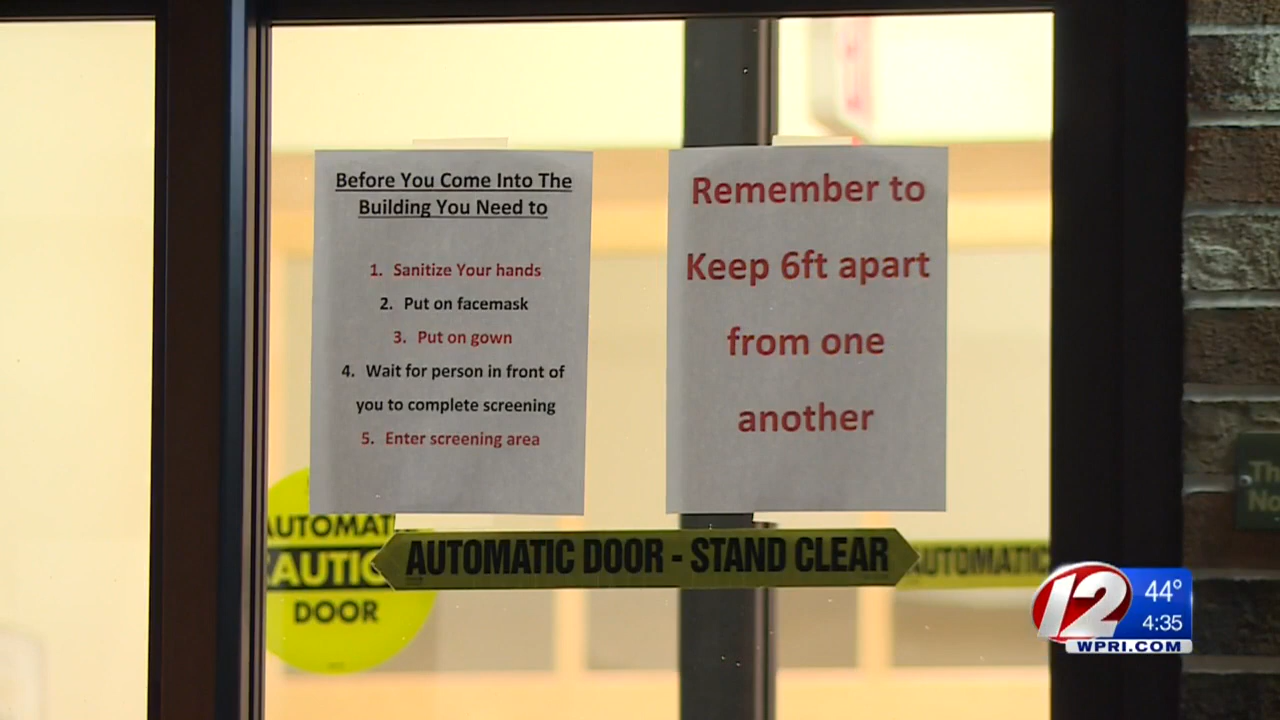 Before You Come Into The
Building You Need to
1. Sanitize Your hands
2. Put on facemask
3. Put on gown
4. Wait for person in front of
you to complete screening
5. Enter screening area
Remember to
Keep 6ft apart
from one
another
AUTOMATIC DOOR - STAND CLEAR
AUTOMATIC
DOOR
12
44°
4:35
WPRI.COM